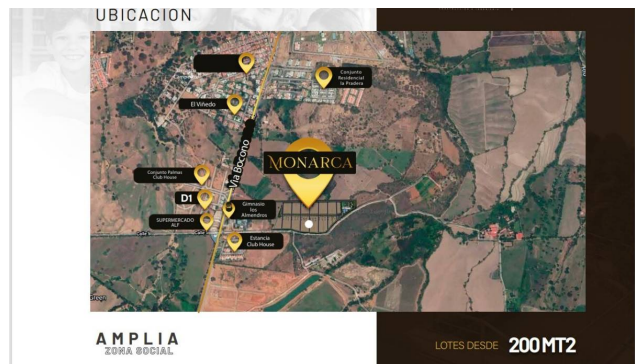 UBICACION
Conjunto
Residencial
la Pradera
El Viñedo
Vía Bocono
MONARCA
Conjunto Palmas
Club House
D1
Gimnasio
los
Almendros
SUPERMERCADO
ALF
Estancia
Club House
Green
AMPLIA
ZONA SOCIAL
LOTES DESDE 200 MT2